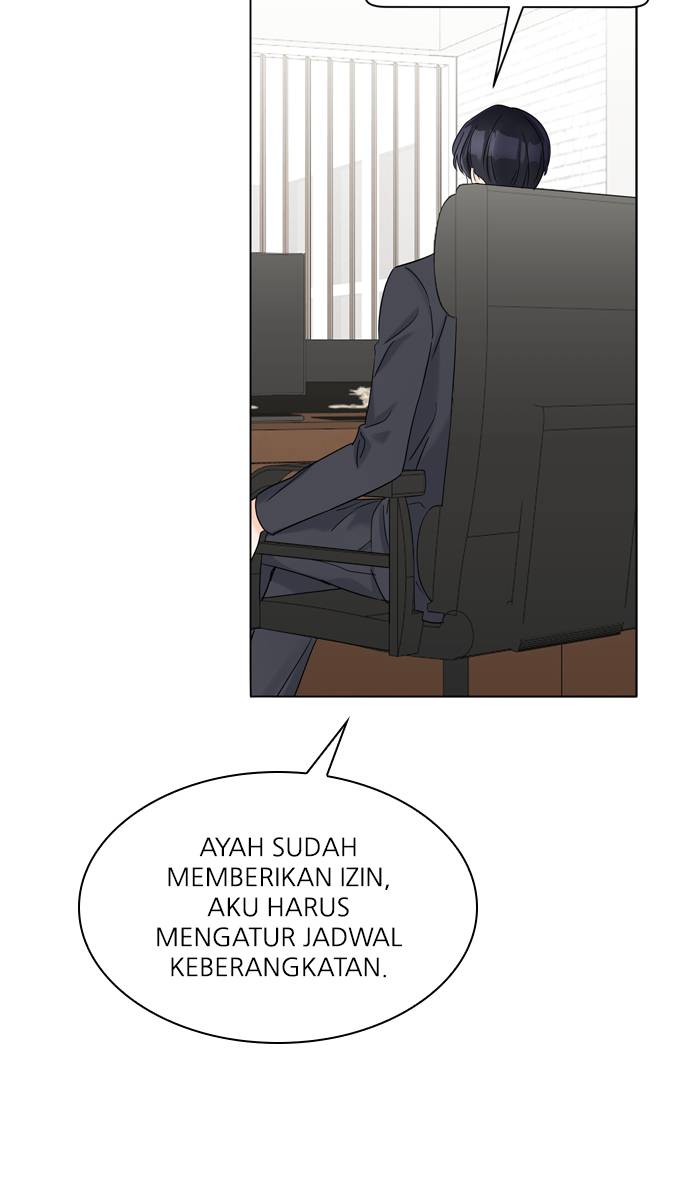 AYAH SUDAH
MEMBERIKAN IZIN,
AKU HARUS
MENGATUR JADWAL
KEBERANGKATAN.